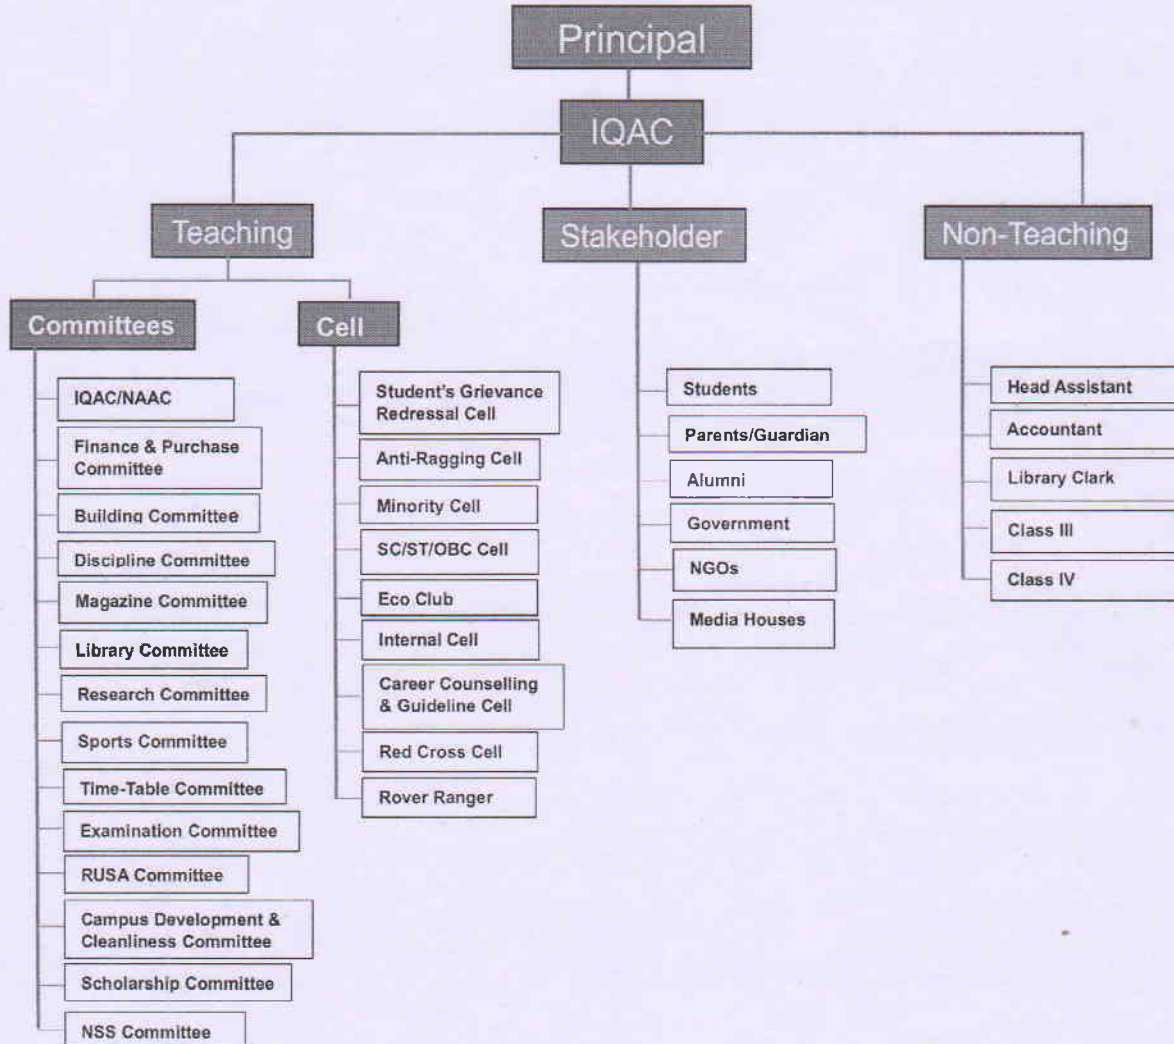 Principal
IQAC
Teaching
Stakeholder
Non-Teaching
Committees
Cell
IQAC/NAAC
Finance & Purchase
Committee
Building Committee
Discipline Committee
Magazine Committee
Library Committee
Research Committee
Sports Committee
Time-Table Committee
Examination Committee
RUSA Committee
Campus Development &
Cleanliness Committee
Scholarship Committee
NSS Committee
Student's Grievance
Redressal Cell
Anti-Ragging Cell
Minority Cell
SC/ST/OBC Cell
Eco Club
Internal Cell
Career Counselling
& Guideline Cell
Red Cross Cell
Rover Ranger
Students
Parents/Guardian
Alumni
Government
NGOs
Media Houses
Head Assistant
Accountant
Library Clark
Class III
Class IV